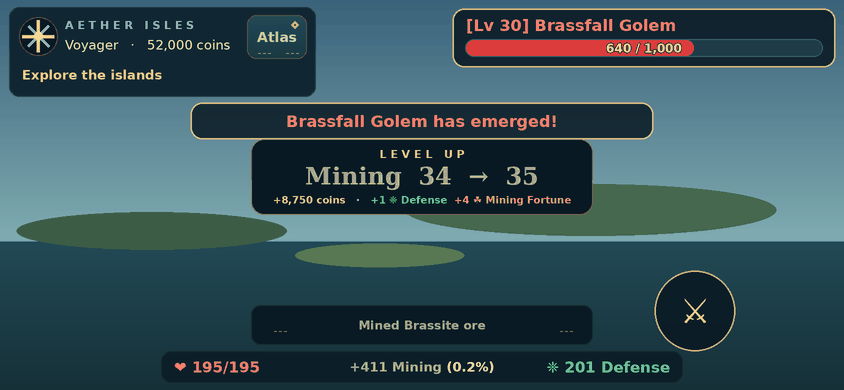 AETHER ISLES
Voyager · 52,000 coins
Atlas
Explore the islands
[Lv 30] Brassfall Golem
640 / 1,000
Brassfall Golem has emerged!
LEVEL UP
Mining 34 → 35
+8,750 coins · +1 ❈ Defense +4 ☘ Mining Fortune
--- Mined Brassite ore ---
❤ 195/195 +411 Mining (0.2%) ❈ 201 Defense